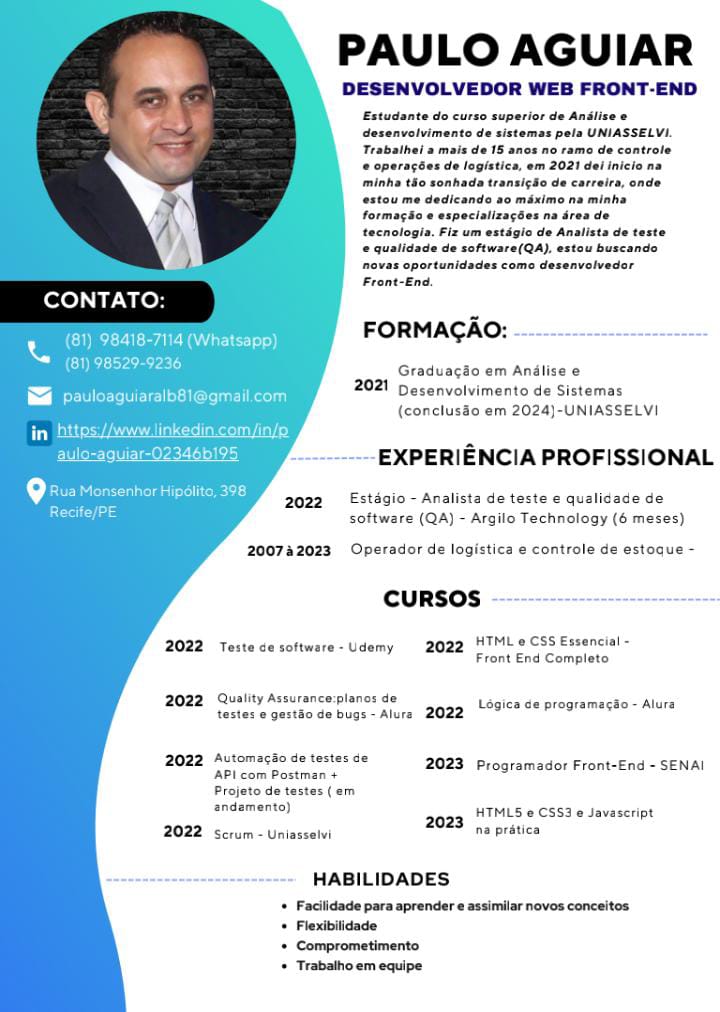 PAULO AGUIAR
DESENVOLVEDOR WEB FRONT-END
Estudante do curso superior de Análise e
desenvolvimento de sistemas pela UNIASSELVI.
Trabalhei a mais de 15 anos no ramo de controle
e operações de logística, em 2021 dei inicio na
minha tão sonhada transição de carreira, onde
estou me dedicando ao máximo na minha
formação e especializações na área de
tecnologia. Fiz um estágio de Analista de teste
e qualidade de software(QA), estou buscando
novas oportunidades como desenvolvedor
Front-End.
CONTATO:
(81) 98418-7114 (Whatsapp)
(81) 98529-9236
pauloaguiaralb81@gmail.com
in
https://www.linkedin.com/in/p
aulo-aguiar-02346b195
Rua Monsenhor Hipólito, 398
Recife/PE
FORMAÇÃO:
2021
Graduação em Análise e
Desenvolvimento de Sistemas
(conclusão em 2024)-UNIASSELVI
EXPERIÊNCIA PROFISSIONAL
2022
Estágio - Analista de teste e qualidade de
software (QA) - Argilo Technology (6 meses)
2007 à 2023 Operador de logística e controle de estoque -
CURSOS
2022 Teste de software - Udemy
2022 Quality Assurance:planos de
testes e gestão de bugs - Alura
2022 Automação de testes de
API com Postman +
Projeto de testes ( em
andamento)
2022 Scrum - Uniasselvi
2022 HTML e CSS Essencial -
Front End Completo
2022 Lógica de programação - Alura
2023 Programador Front-End - SENAI
2023 HTML5 e CSS3 e Javascript
na prática
HABILIDADES
• Facilidade para aprender e assimilar novos conceitos
• Flexibilidade
• Comprometimento
• Trabalho em equipe